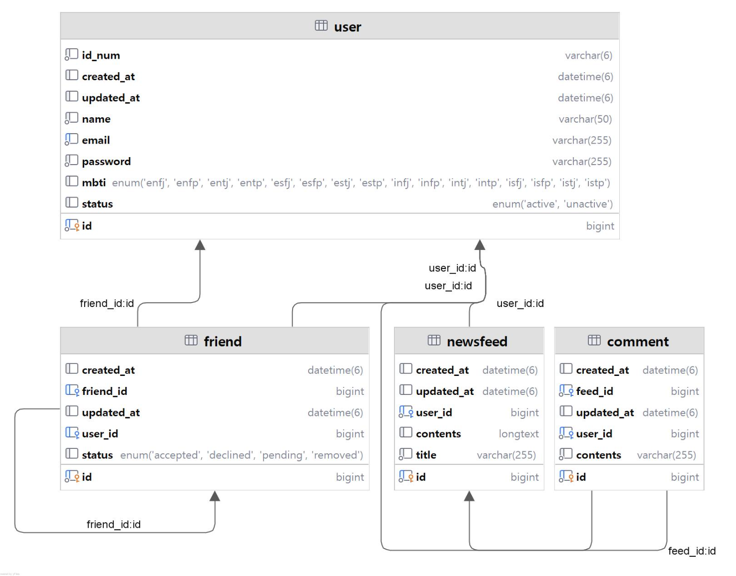 user
id_num varchar(6)
created_at datetime(6)
updated_at datetime(6)
name varchar(50)
email varchar(255)
password varchar(255)
mbti enum('enfj', 'enfp', 'entj', 'entp', 'esfj', 'esfp', 'estj', 'estp', 'infj', 'infp', 'intj', 'intp', 'isfj', 'isfp', 'istj', 'istp')
status enum('active', 'unactive')
id bigint
user_id:id
user_id:id
friend_id:id
user_id:id
friend
created_at datetime(6)
friend_id bigint
updated_at datetime(6)
user_id bigint
status enum('accepted', 'declined', 'pending', 'removed')
id bigint
friend_id:id
newsfeed
created_at datetime(6)
updated_at datetime(6)
user_id bigint
contents longtext
title varchar(255)
id bigint
comment
created_at datetime(6)
feed_id bigint
updated_at datetime(6)
user_id bigint
contents varchar(255)
id bigint
feed_id:id